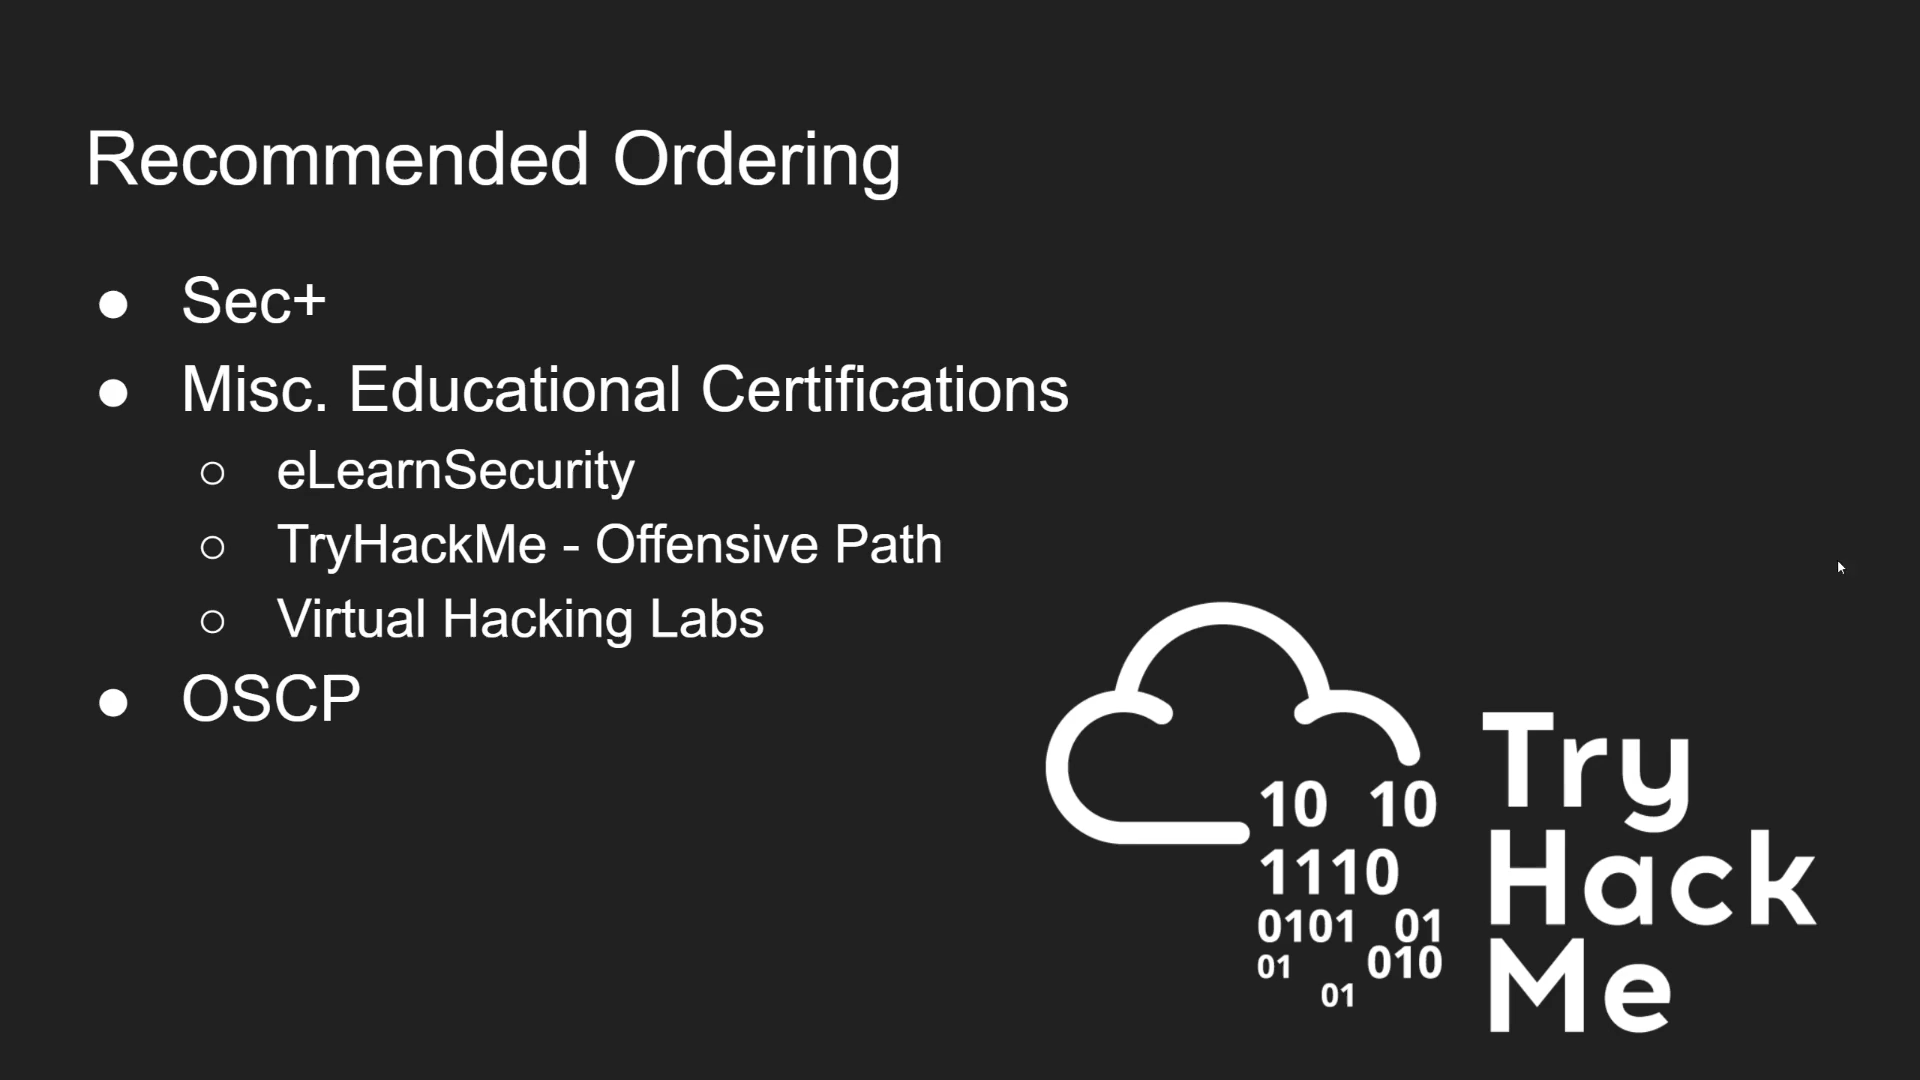 Recommended Ordering
● Sec+
● Misc. Educational Certifications
○ eLearnSecurity
○ TryHackMe - Offensive Path
○ Virtual Hacking Labs
● OSCP
10 10
1110
0101 01
01 010
01
Try
Hack
Me